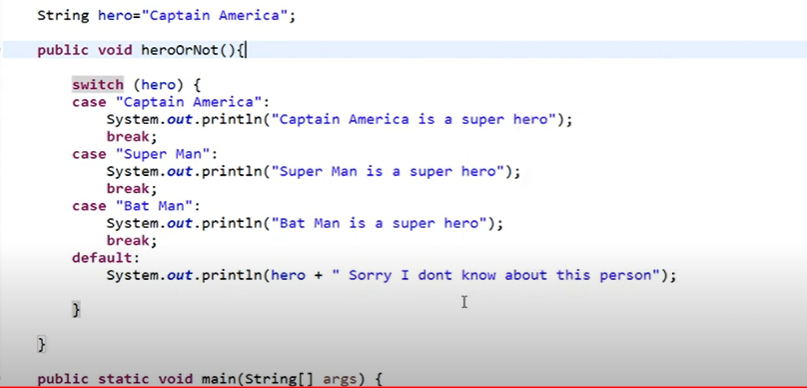 String hero="Captain America";
public void heroOrNot(){
switch (hero) {
case "Captain America":
System.out.println("Captain America is a super hero");
break;
case "Super Man":
System.out.println("Super Man is a super hero");
break;
case "Bat Man":
System.out.println("Bat Man is a super hero");
break;
default:
System.out.println(hero + " Sorry I dont know about this person");
}
}
public static void main(String[] args) {